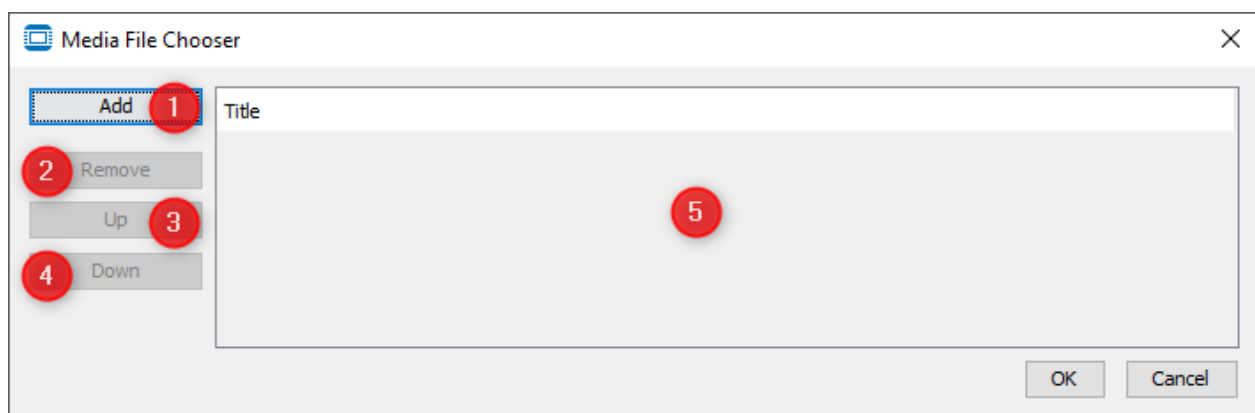 Media File Chooser
Add 1
Title
2 Remove
Up 3
4 Down
5
OK Cancel